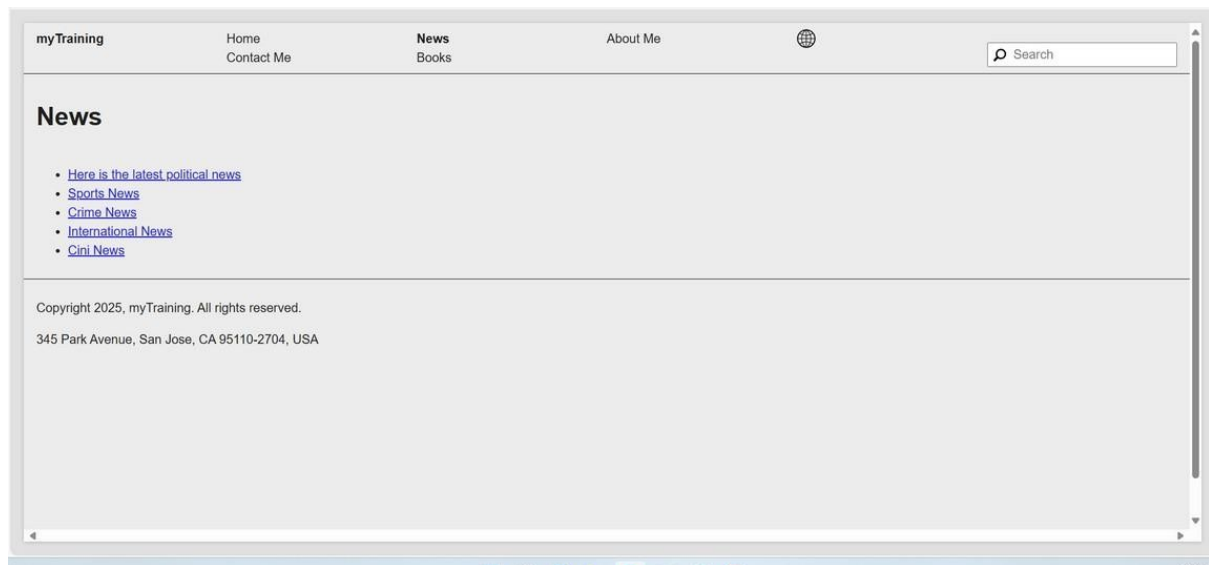 myTraining Home News About Me
Contact Me Books
Search
News
Here is the latest political news
Sports News
Crime News
International News
Cini News
Copyright 2025, myTraining. All rights reserved.
345 Park Avenue, San Jose, CA 95110-2704, USA